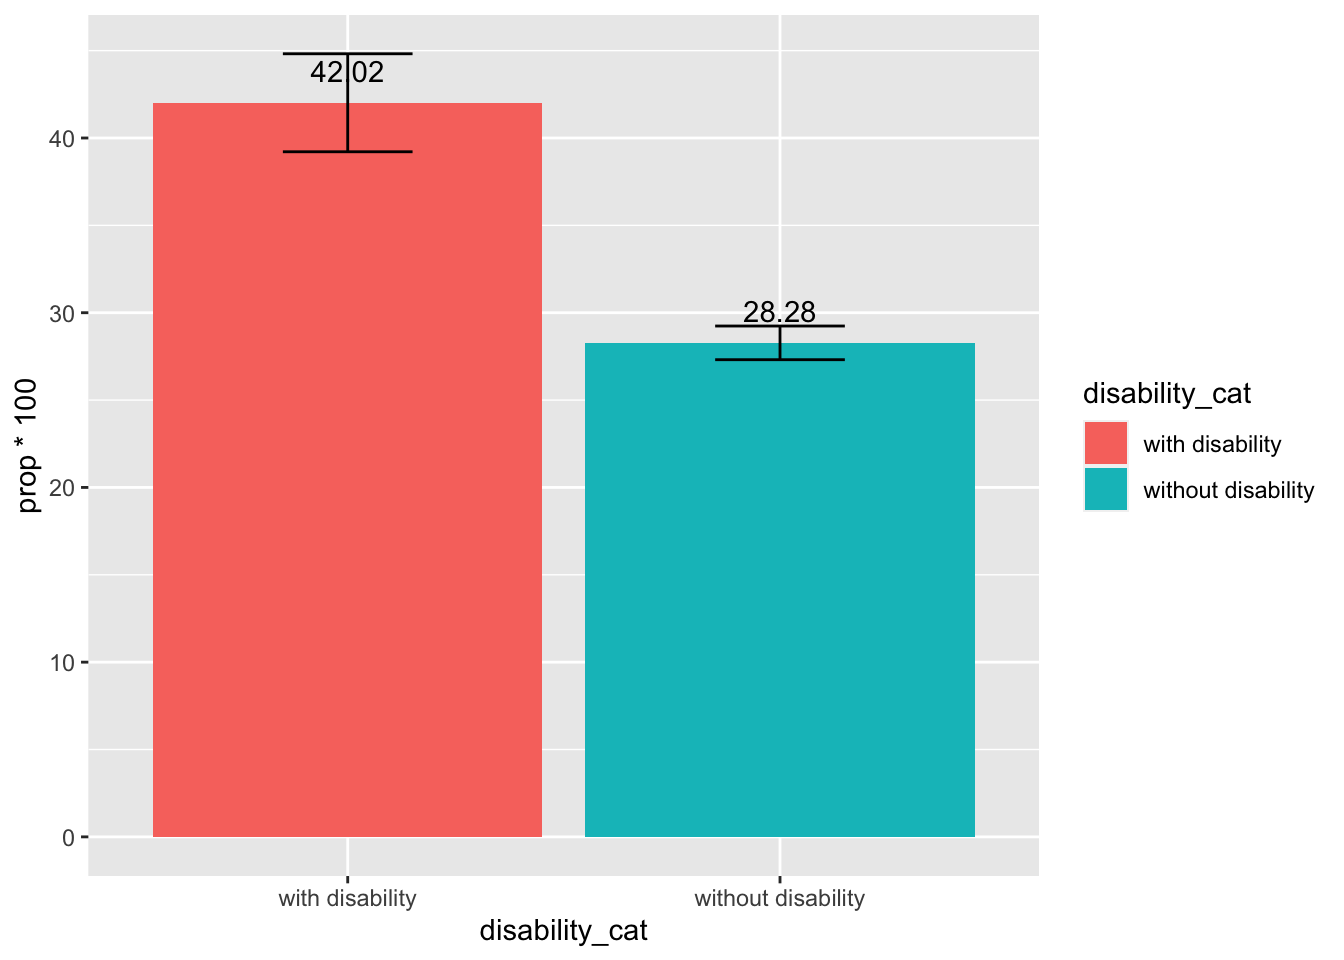 prop * 100
40
30
20
10
0
42.02
28.28
with disability
without disability
disability_cat
disability_cat
with disability
without disability